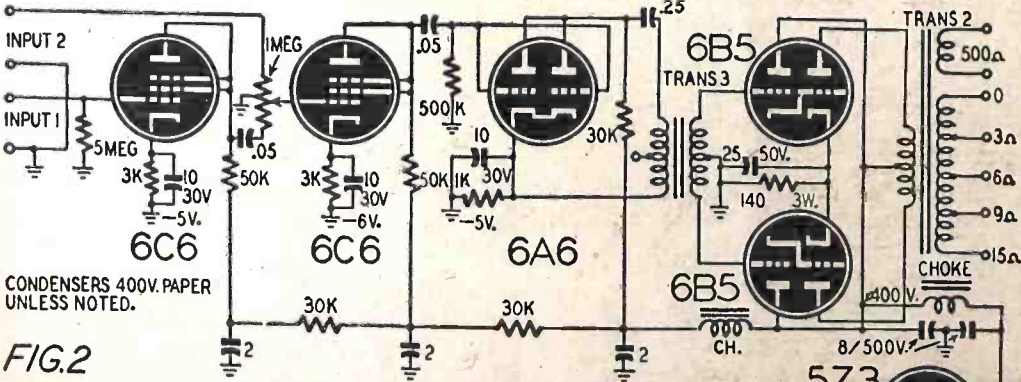 INPUT 2
INPUT 1
5MEG
3K
10
30V
-5V.
6C6
.05
50K
1MEG
3K
10
30V
-6V.
6C6
.05
500K
50K
10
30V
1K
-5V.
6A6
30K
.25
TRANS 3
6B5
25
50V.
140
3W.
6B5
TRANS 2
500Ω
0
3Ω
6Ω
9Ω
15Ω
CHOKE
400 V.
8/500V.
5Z3
CONDENSERS 400V. PAPER
UNLESS NOTED.
30K
30K
CH.
2
2
2
FIG.2